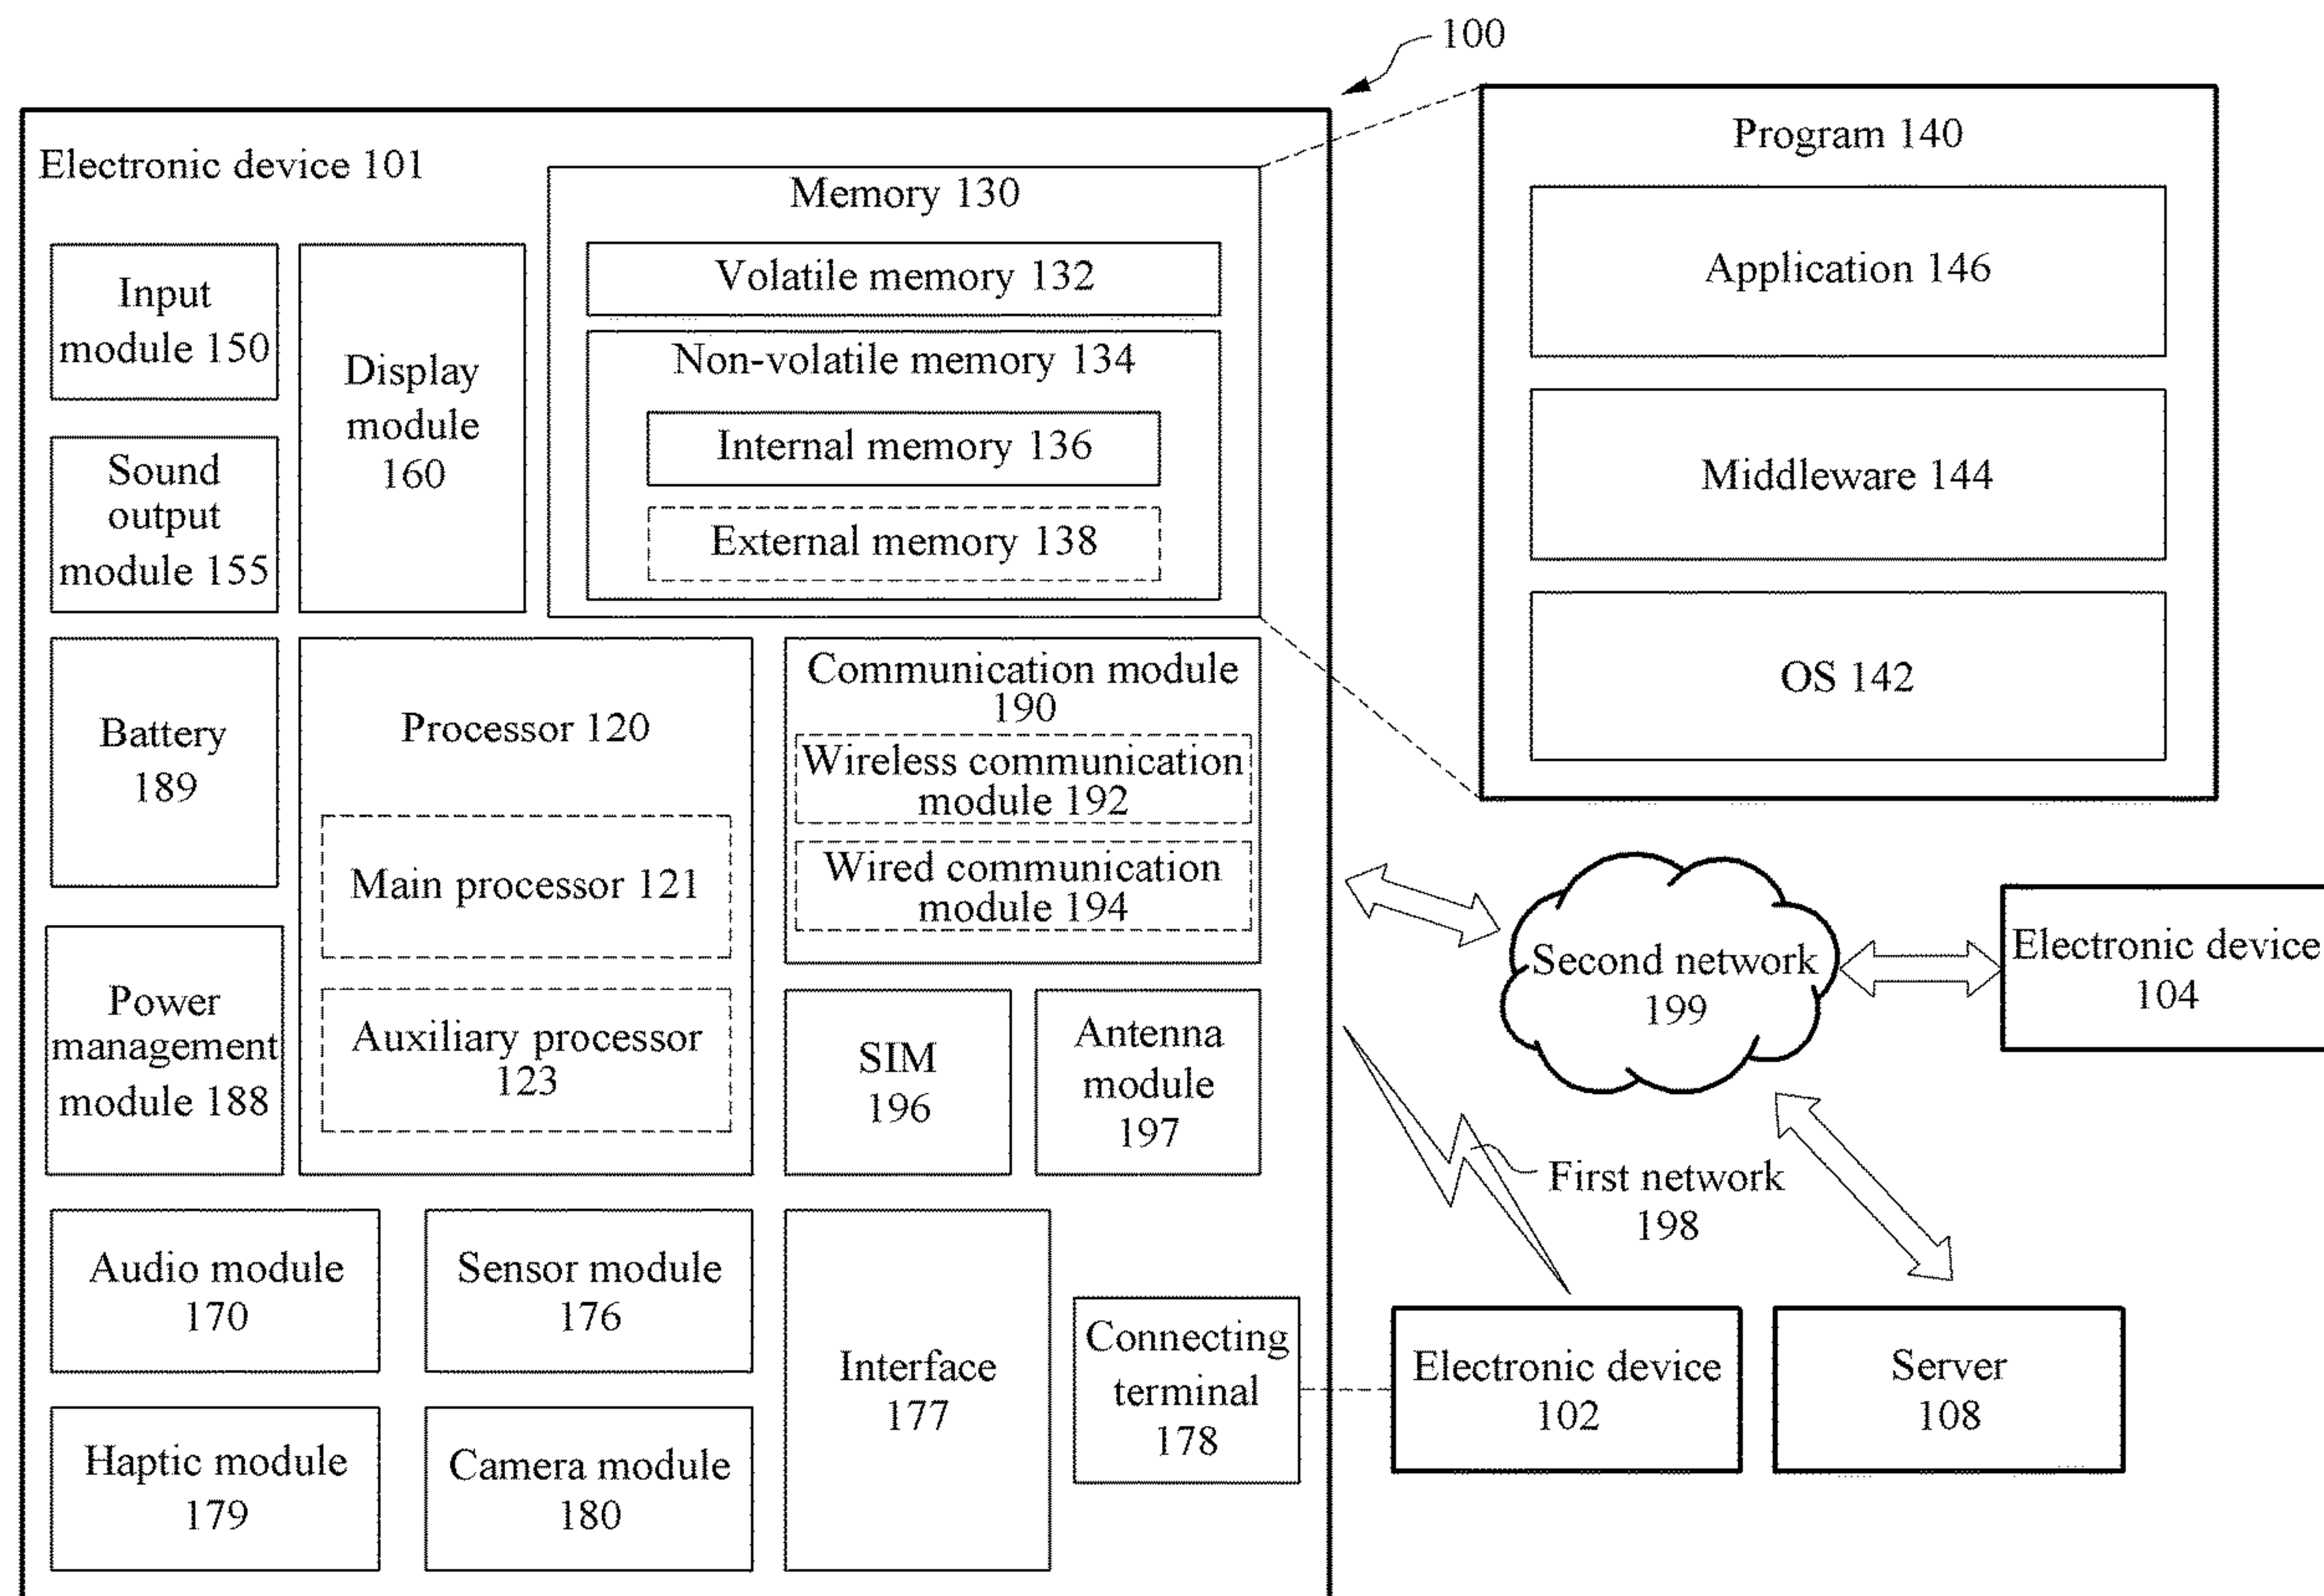 100
Electronic device 101
Input
module 150
Sound
output
module 155
Display
module
160
Memory 130
Volatile memory 132
Non-volatile memory 134
Internal memory 136
External memory 138
Program 140
Application 146
Middleware 144
OS 142
Battery
189
Power
management
module 188
Processor 120
Main processor 121
Auxiliary processor
123
Communication module
190
Wireless communication
module 192
Wired communication
module 194
SIM
196
Antenna
module
197
Second network
199
Electronic device
104
First network
198
Audio module
170
Sensor module
176
Haptic module
179
Camera module
180
Interface
177
Connecting
terminal
178
Electronic device
102
Server
108